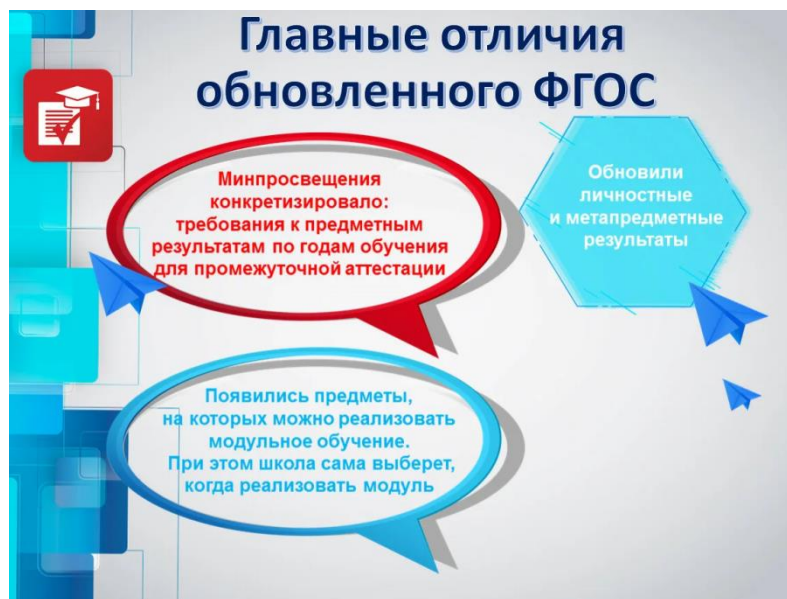 Главные отличия
обновленного ФГОС
Минпросвещения
конкретизировало:
требования к предметным
результатам по годам обучения
для промежуточной аттестации
Обновили
личностные
и метапредметные
результаты
Появились предметы,
на которых можно реализовать
модульное обучение.
При этом школа сама выберет,
когда реализовать модуль